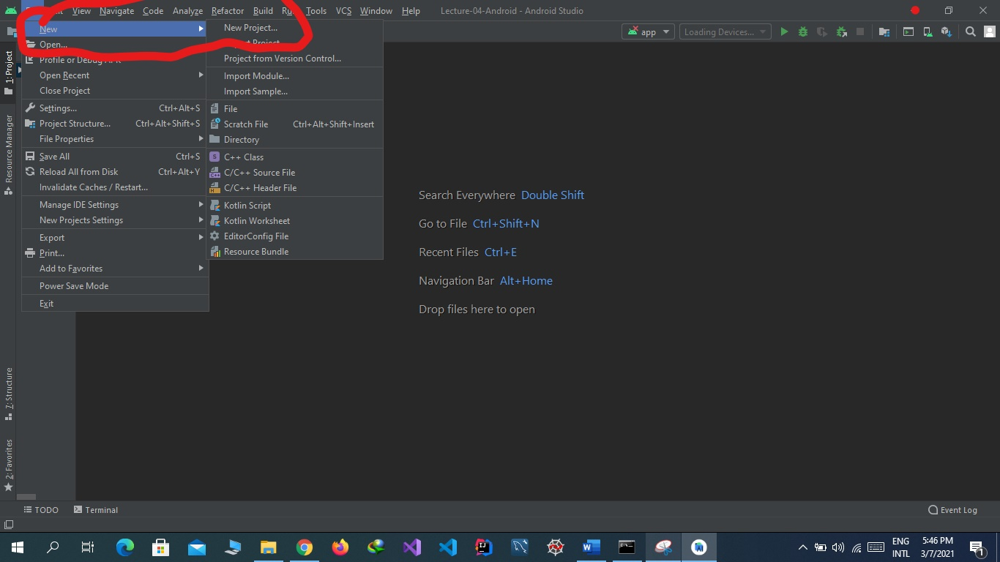 View Navigate Code Analyze Refactor Build Tools VCS Window Help Lecture-04-Android - Android Studio
app Loading Devices...
New
Open...
Profile or Debug APK
Open Recent
Close Project
Settings... Ctrl+Alt+S
Project Structure... Ctrl+Alt+Shift+S
File Properties
Save All Ctrl+S
Reload All from Disk Ctrl+Alt+Y
Invalidate Caches / Restart...
Manage IDE Settings
New Projects Settings
Export
Print...
Add to Favorites
Power Save Mode
Exit
New Project...
Project...
Project from Version Control...
Import Module...
Import Sample...
File
Scratch File Ctrl+Alt+Shift+Insert
Directory
C++ Class
C/C++ Source File
C/C++ Header File
Kotlin Script
Kotlin Worksheet
EditorConfig File
Resource Bundle
1: Project
Resource Manager
7: Structure
2: Favorites
Search Everywhere Double Shift
Go to File Ctrl+Shift+N
Recent Files Ctrl+E
Navigation Bar Alt+Home
Drop files here to open
TODO Terminal Event Log
ENG 5:46 PM
INTL 3/7/2021 1